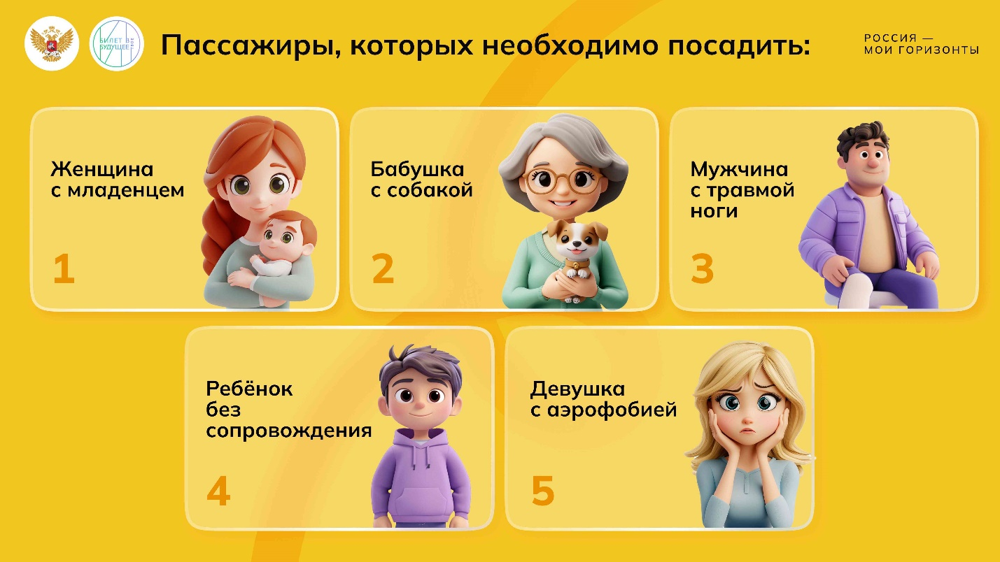 БИЛЕТ В
БУДУЩЕЕ
ТВОЕ
Пассажиры, которых необходимо посадить:
РОССИЯ —
МОИ ГОРИЗОНТЫ
Женщина
с младенцем
1
Бабушка
с собакой
2
Мужчина
с травмой
ноги
3
Ребёнок
без
сопровождения
4
Девушка
с аэрофобией
5